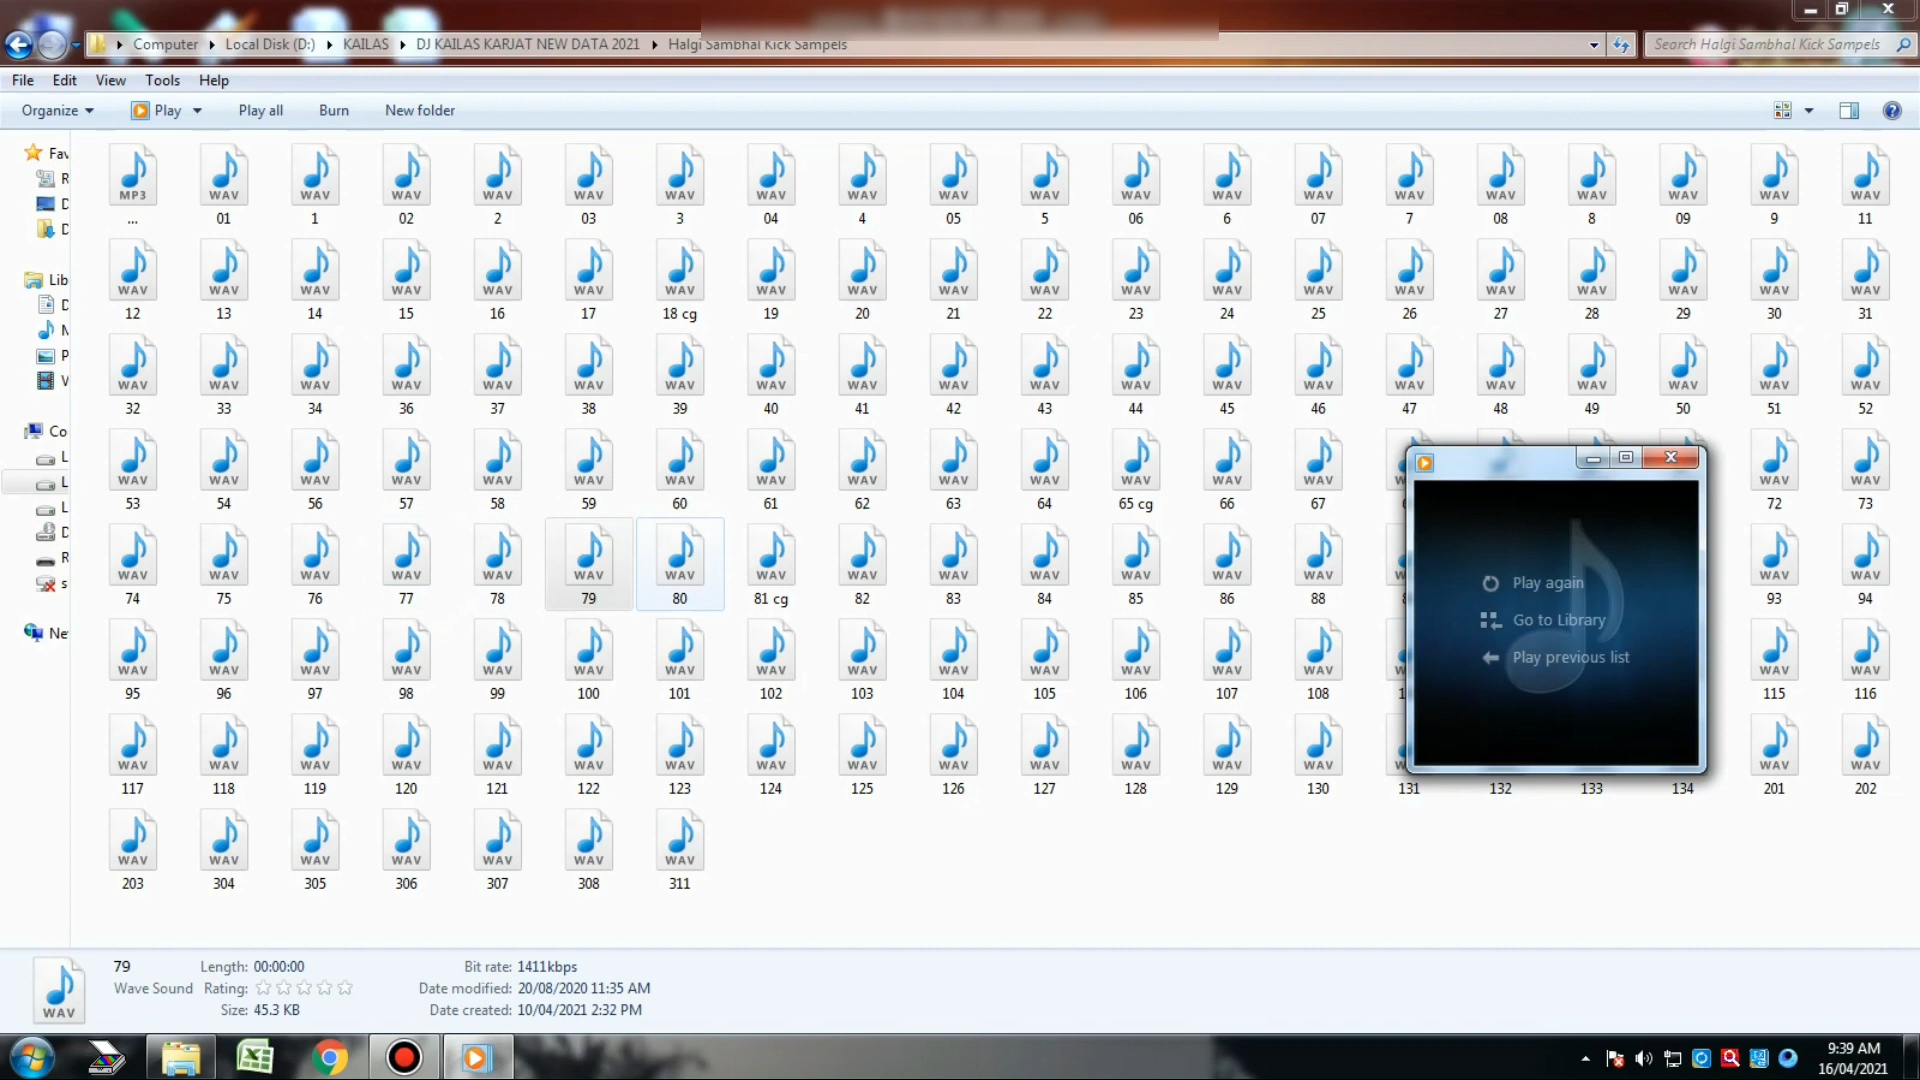 Computer Local Disk (D:) KAILAS DJ KAILAS KARJAT NEW DATA 2021 Halgi Sambhal Kick Sampels
Search Halgi Sambhal Kick Sampels
File Edit View Tools Help
Organize Play Play all Burn New folder
MP3 WAV WAV WAV WAV WAV WAV WAV WAV WAV WAV WAV WAV WAV WAV WAV WAV WAV WAV WAV
... 01 1 02 2 03 3 04 4 05 5 06 6 07 7 08 8 09 9 11
WAV WAV WAV WAV WAV WAV WAV WAV WAV WAV WAV WAV WAV WAV WAV WAV WAV WAV WAV WAV
12 13 14 15 16 17 18 cg 19 20 21 22 23 24 25 26 27 28 29 30 31
WAV WAV WAV WAV WAV WAV WAV WAV WAV WAV WAV WAV WAV WAV WAV WAV WAV WAV WAV WAV
32 33 34 36 37 38 39 40 41 42 43 44 45 46 47 48 49 50 51 52
WAV WAV WAV WAV WAV WAV WAV WAV WAV WAV WAV WAV WAV WAV WAV WAV
53 54 56 57 58 59 60 61 62 63 64 65 cg 66 67 72 73
WAV WAV WAV WAV WAV WAV WAV WAV WAV WAV WAV WAV WAV WAV WAV WAV
74 75 76 77 78 79 80 81 cg 82 83 84 85 86 88 93 94
WAV WAV WAV WAV WAV WAV WAV WAV WAV WAV WAV WAV WAV WAV WAV WAV
95 96 97 98 99 100 101 102 103 104 105 106 107 108 115 116
WAV WAV WAV WAV WAV WAV WAV WAV WAV WAV WAV WAV WAV WAV WAV WAV
117 118 119 120 121 122 123 124 125 126 127 128 129 130 131 132 133 134 201 202
WAV WAV WAV WAV WAV WAV WAV
203 304 305 306 307 308 311
Fav
R
D
D
Lib
D
M
P
V
Co
L
L
L
D
R
s
Ne
Play again
Go to Library
Play previous list
WAV
79 Length: 00:00:00 Bit rate: 1411kbps
Wave Sound Rating: Date modified: 20/08/2020 11:35 AM
Size: 45.3 KB Date created: 10/04/2021 2:32 PM
9:39 AM
16/04/2021